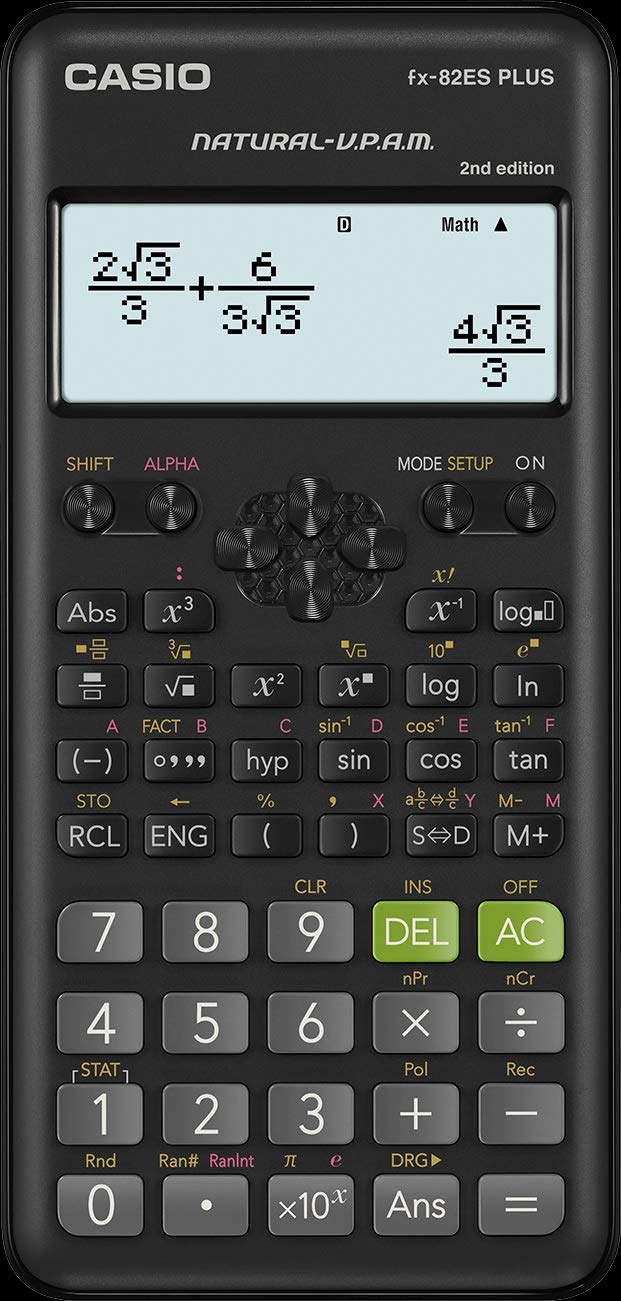 CASIO fx-82ES PLUS
NATURAL-V.P.A.M.
2nd edition
D Math ▲
2√3/3+6/3√3
4√3/3
SHIFT ALPHA MODE SETUP ON
: x!
Abs x³ x⁻¹ log■▯
■⊟ ³√■ ■√□ 10■ e■
■/□ √■ x² x■ log ln
A FACT B C sin⁻¹ D cos⁻¹ E tan⁻¹ F
(−) °，，， hyp sin cos tan
STO ← % , X a b/c⇔d/c Y M− M
RCL ENG ( ) S⇔D M+
CLR INS OFF
7 8 9 DEL AC
nPr nCr
4 5 6 × ÷
STAT Pol Rec
1 2 3 + −
Rnd Ran# RanInt π e DRG▶
0 • ×10ˣ Ans =